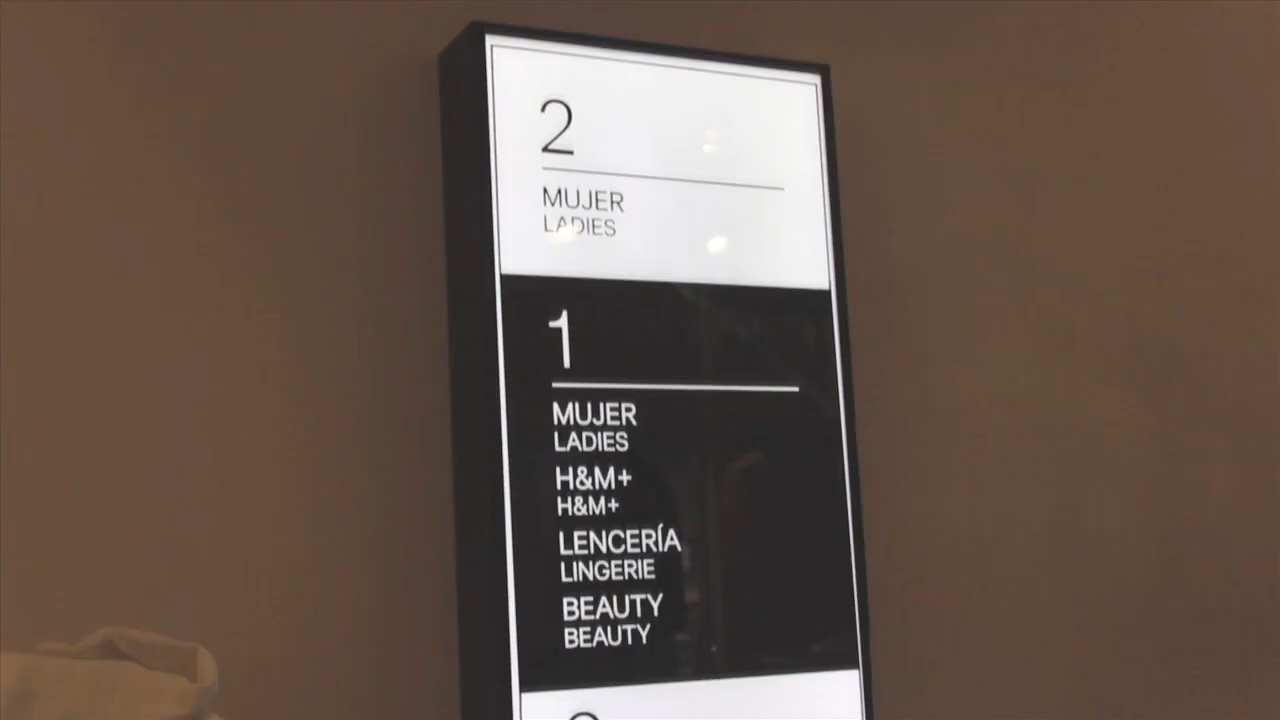 2
MUJER
LADIES
1
MUJER
LADIES
H&M+
H&M+
LENCERÍA
LINGERIE
BEAUTY
BEAUTY